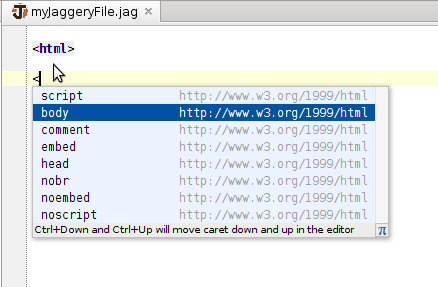 myJaggeryFile.jag
<html>
<
script http://www.w3.org/1999/html
body http://www.w3.org/1999/html
comment http://www.w3.org/1999/html
embed http://www.w3.org/1999/html
head http://www.w3.org/1999/html
nobr http://www.w3.org/1999/html
noembed http://www.w3.org/1999/html
noscript http://www.w3.org/1999/html
Ctrl+Down and Ctrl+Up will move caret down and up in the editor π